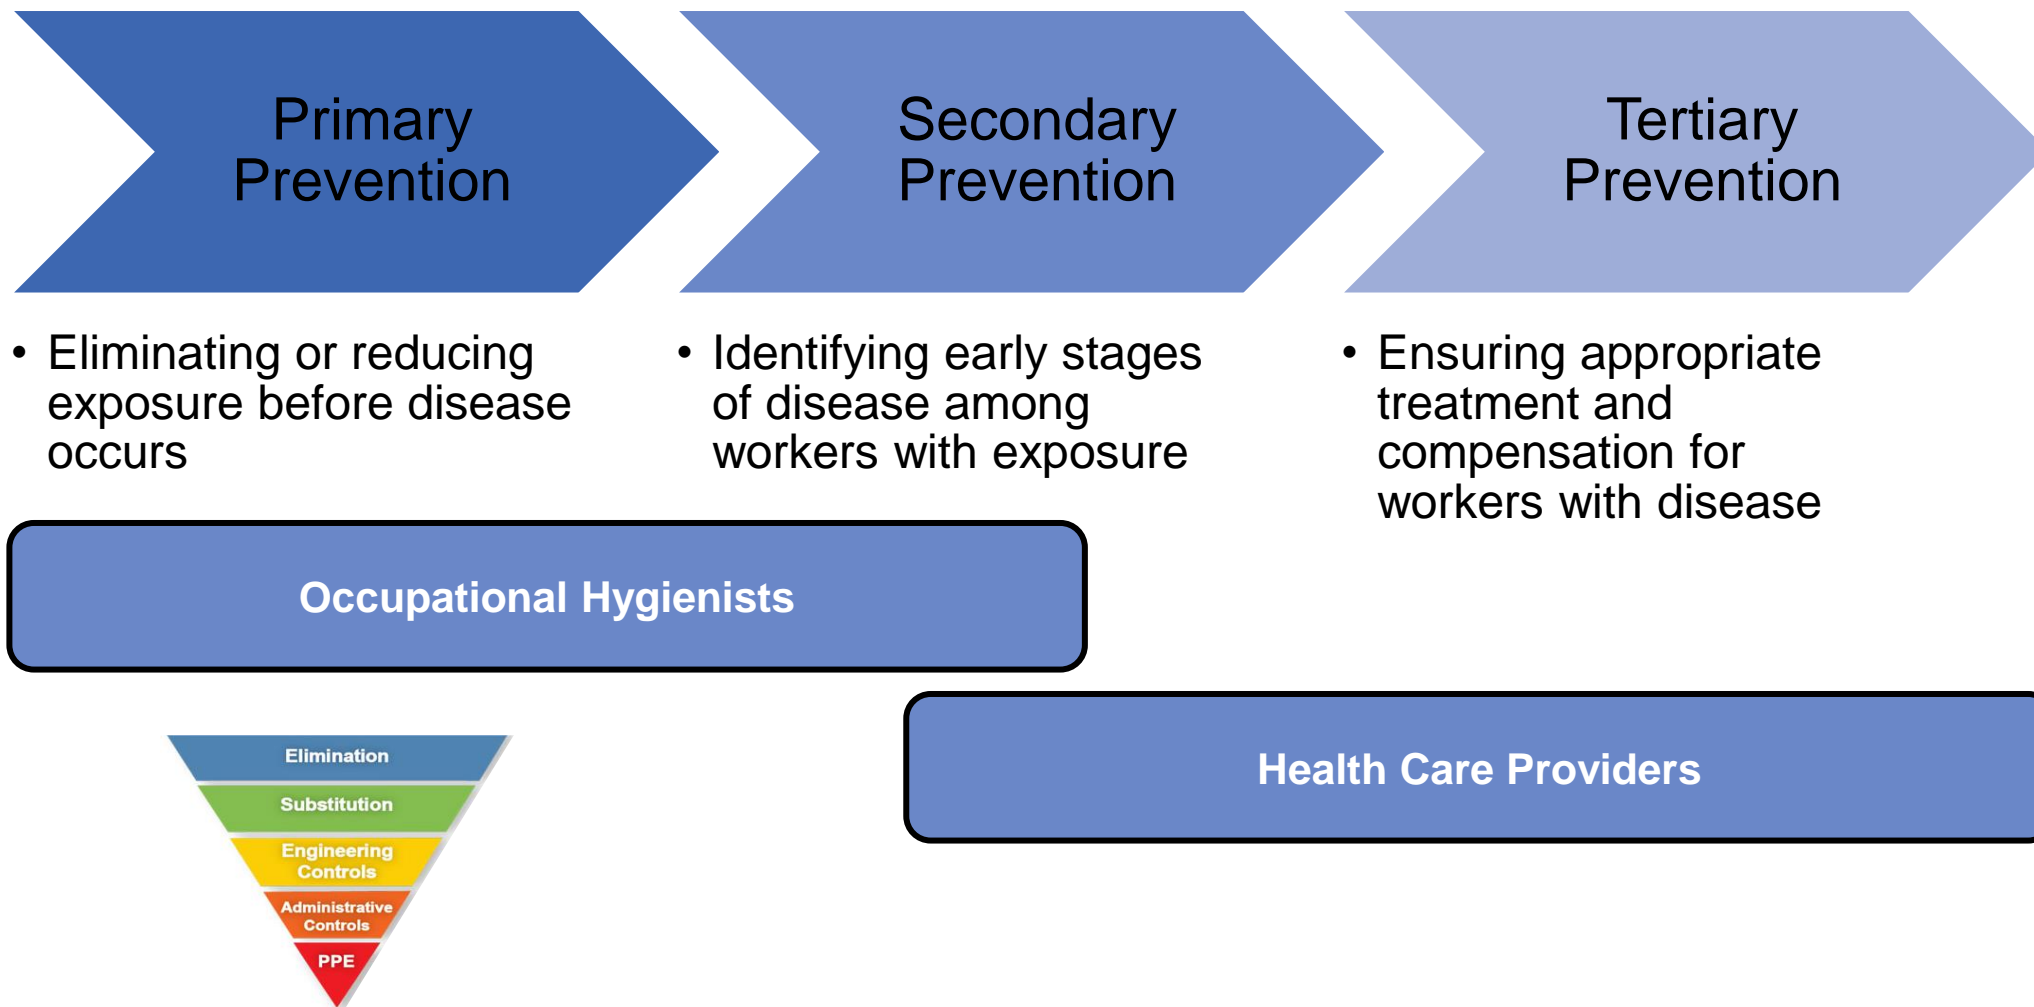 Primary
Prevention
Secondary
Prevention
Tertiary
Prevention
• Eliminating or reducing
exposure before disease
occurs
• Identifying early stages
of disease among
workers with exposure
• Ensuring appropriate
treatment and
compensation for
workers with disease
Occupational Hygienists
Health Care Providers
Elimination
Substitution
Engineering
Controls
Administrative
Controls
PPE